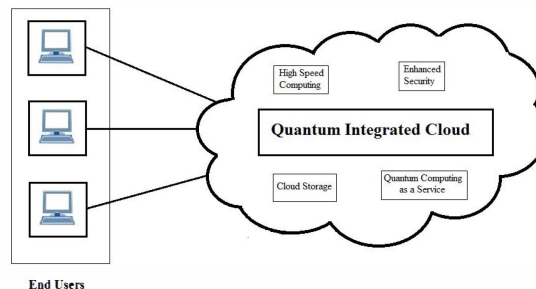 High Speed
Computing
Enhanced
Security
Quantum Integrated Cloud
Cloud Storage
Quantum Computing
as a Service
End Users